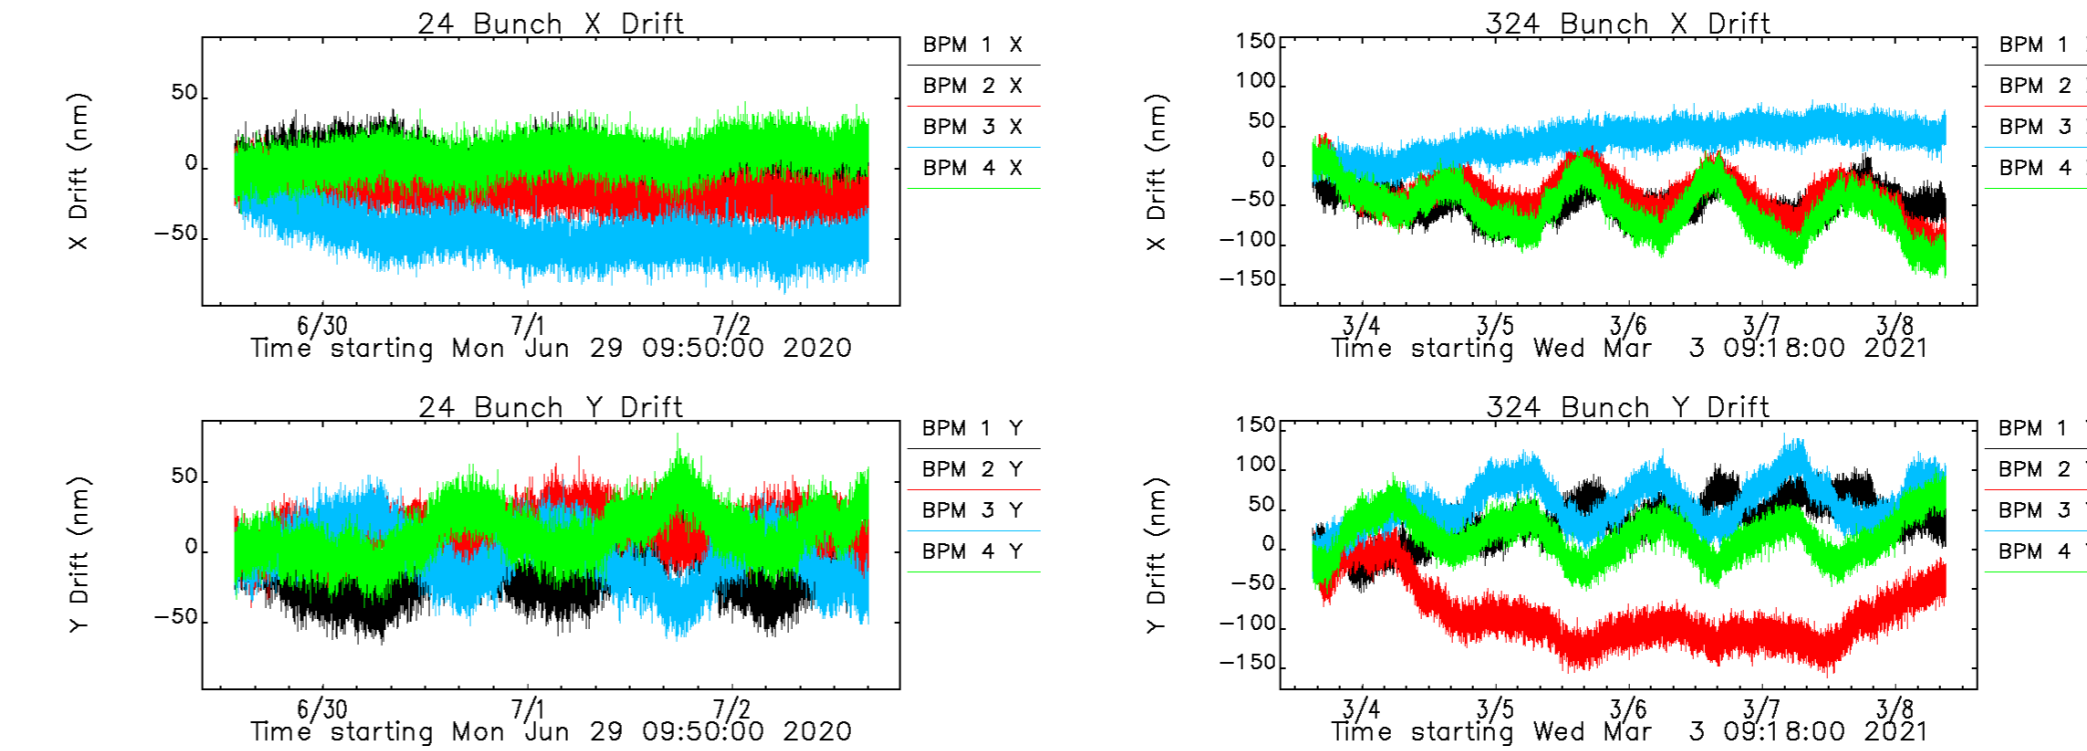 24 Bunch X Drift
X Drift (nm)
50
0
−50
6/30 7/1 7/2
Time starting Mon Jun 29 09:50:00 2020
BPM 1 X
BPM 2 X
BPM 3 X
BPM 4 X
324 Bunch X Drift
X Drift (nm)
150
100
50
0
−50
−100
−150
3/4 3/5 3/6 3/7 3/8
Time starting Wed Mar 3 09:18:00 2021
BPM 1
BPM 2
BPM 3
BPM 4
24 Bunch Y Drift
Y Drift (nm)
50
0
−50
6/30 7/1 7/2
Time starting Mon Jun 29 09:50:00 2020
BPM 1 Y
BPM 2 Y
BPM 3 Y
BPM 4 Y
324 Bunch Y Drift
Y Drift (nm)
150
100
50
0
−50
−100
−150
3/4 3/5 3/6 3/7 3/8
Time starting Wed Mar 3 09:18:00 2021
BPM 1
BPM 2
BPM 3
BPM 4